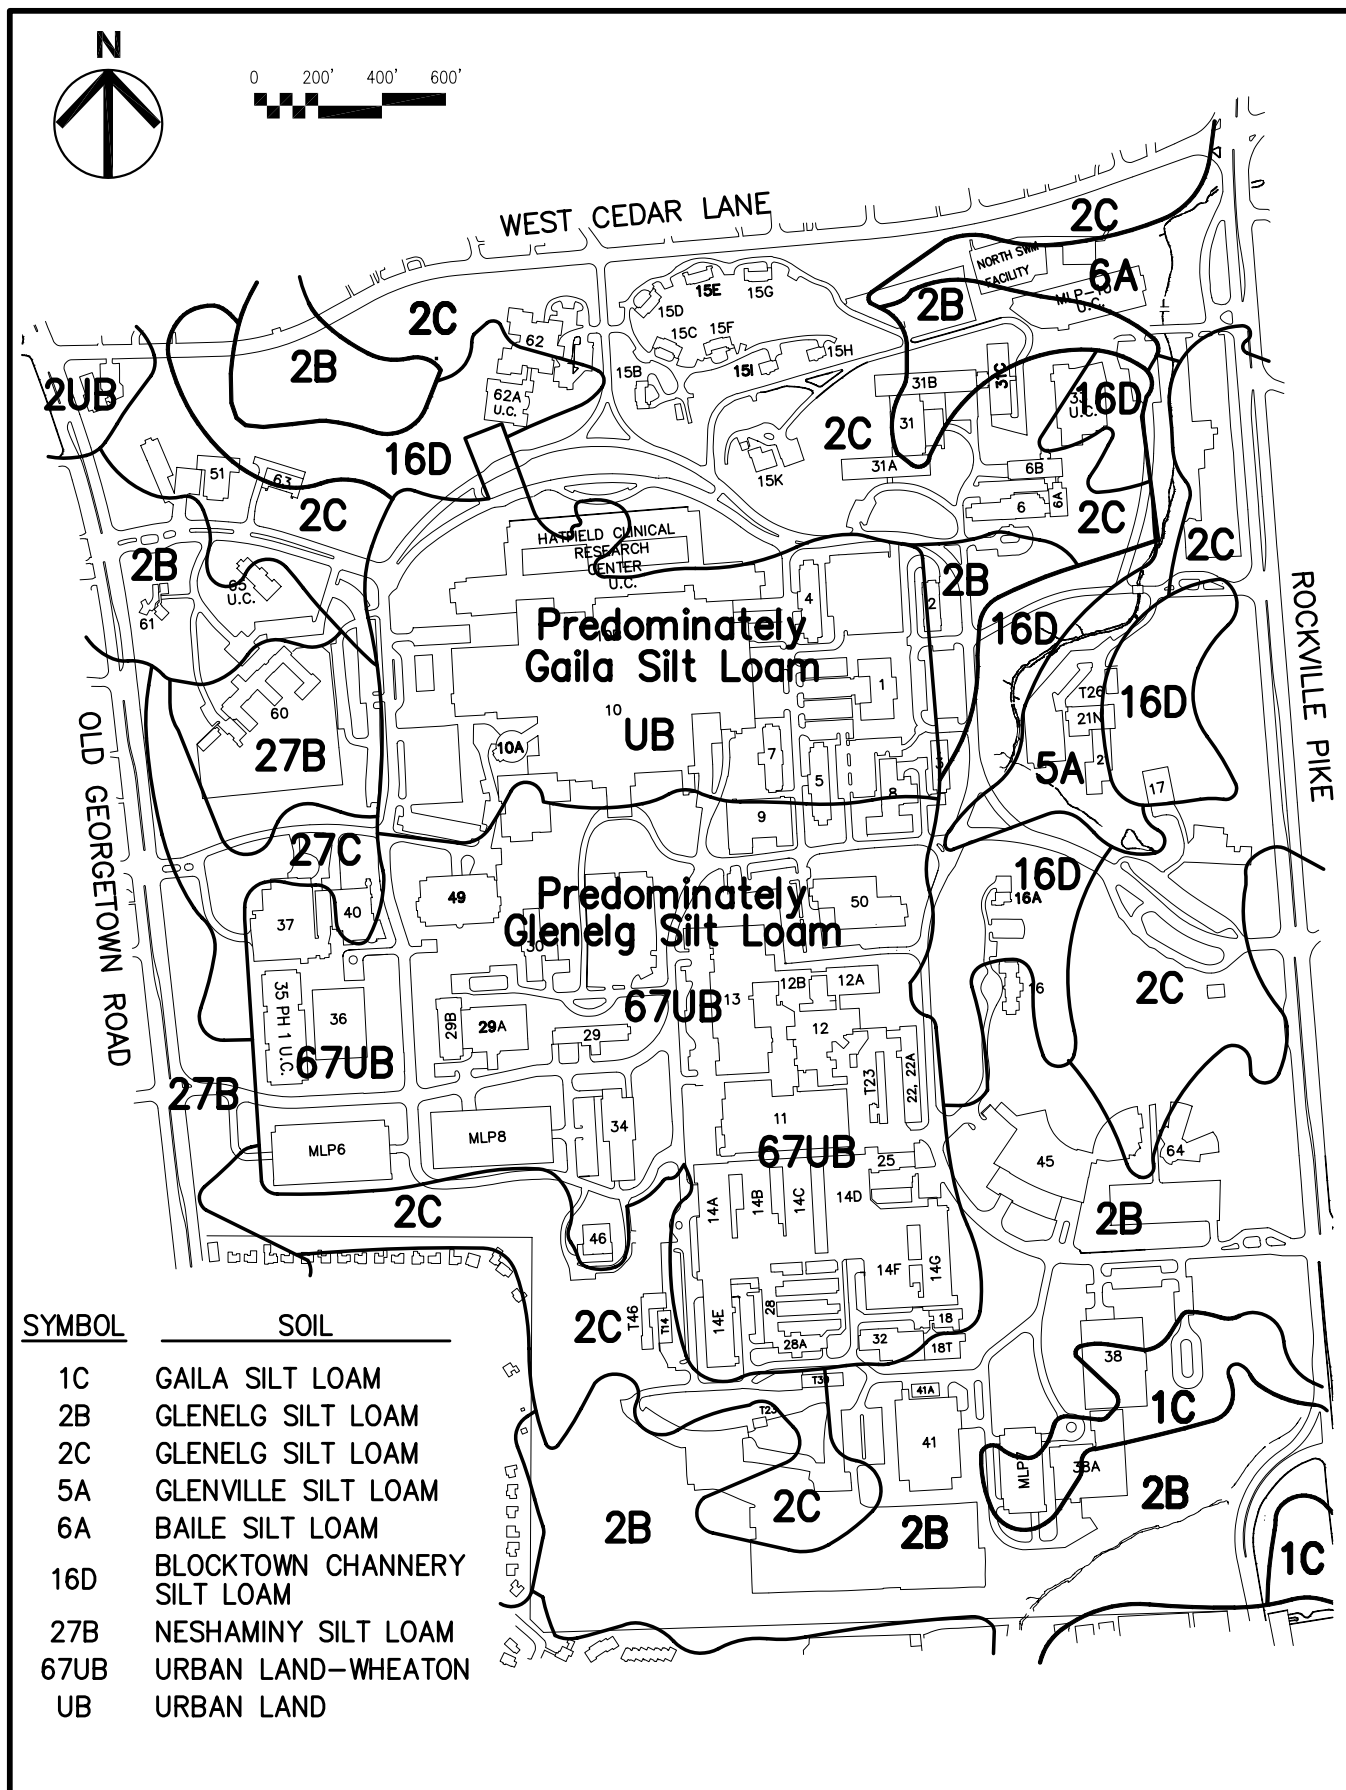 N
0 200' 400' 600'
WEST CEDAR LANE
2C
NORTH SWM
FACILITY
6A
MLP-10
U.C.
2B
15E
15G
15D
15C
15F
15H
15I
15B
15K
2C
62
62A
U.C.
2B
2UB
31B
31C
31
31A
2C
33
U.C.
16D
6B
6A
6
2C
2C
16D
51
63
2C
2B
65
U.C.
61
HATFIELD CLINICAL
RESEARCH
CENTER
U.C.
4
2
2B
16D
Predominately
Gaila Silt Loam
10
UB
10A
1
7
5
8
3
9
60
27B
T26
21N
16D
5A
17
ROCKVILLE PIKE
OLD GEORGETOWN ROAD
27C
37
40
49
Predominately
Glenelg Silt Loam
30
50
16D
16A
16
2C
67UB
13
12B
12A
12
35 PH 1 U.C.
36
67UB
29B
29A
29
T23
22, 22A
27B
MLP6
MLP8
34
11
67UB
25
45
64
2B
2C
46
14A
14B
14C
14D
14F
14G
14E
28
28A
32
18
18T
2C
T46
T14
T30
41A
41
38
1C
MLP7
38A
2B
2B
2C
2B
1C
SYMBOL SOIL
1C GAILA SILT LOAM
2B GLENELG SILT LOAM
2C GLENELG SILT LOAM
5A GLENVILLE SILT LOAM
6A BAILE SILT LOAM
16D BLOCKTOWN CHANNERY
SILT LOAM
27B NESHAMINY SILT LOAM
67UB URBAN LAND-WHEATON
UB URBAN LAND